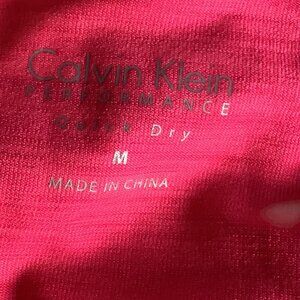 Calvin Klein
PERFORMANCE
Quick Dry
M
MADE IN CHINA